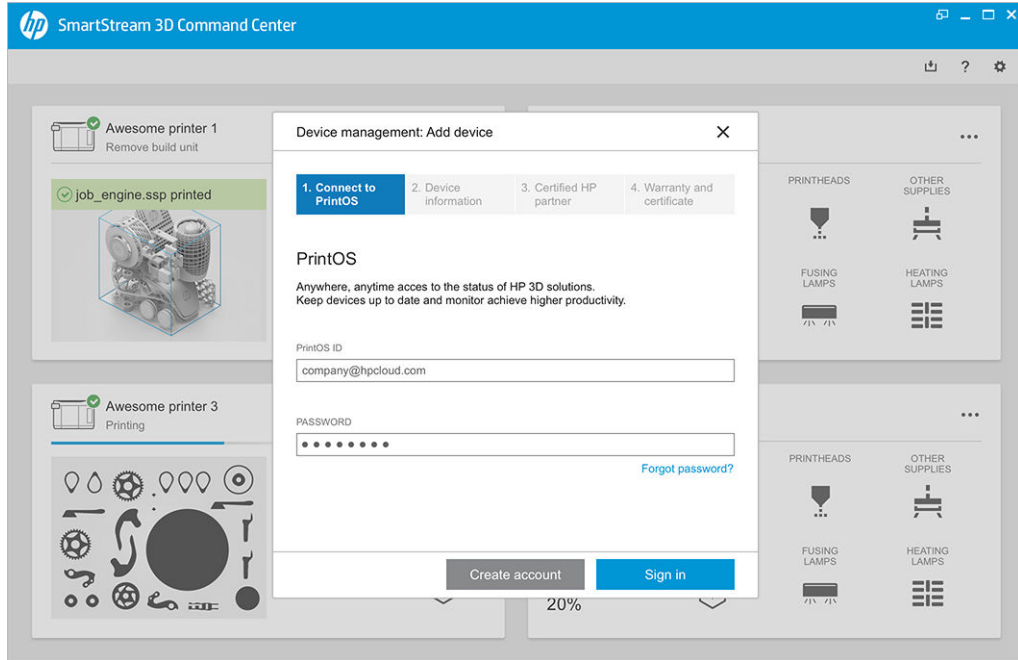 hp SmartStream 3D Command Center
?
Awesome printer 1
Remove build unit
job_engine.ssp printed
Device management: Add device
1. Connect to
PrintOS
2. Device
information
3. Certified HP
partner
4. Warranty and
certificate
PrintOS
Anywhere, anytime acces to the status of HP 3D solutions.
Keep devices up to date and monitor achieve higher productivity.
PrintOS ID
company@hpcloud.com
PASSWORD
Forgot password?
Create account
Sign in
PRINTHEADS
OTHER
SUPPLIES
FUSING
LAMPS
HEATING
LAMPS
Awesome printer 3
Printing
20%
PRINTHEADS
OTHER
SUPPLIES
FUSING
LAMPS
HEATING
LAMPS